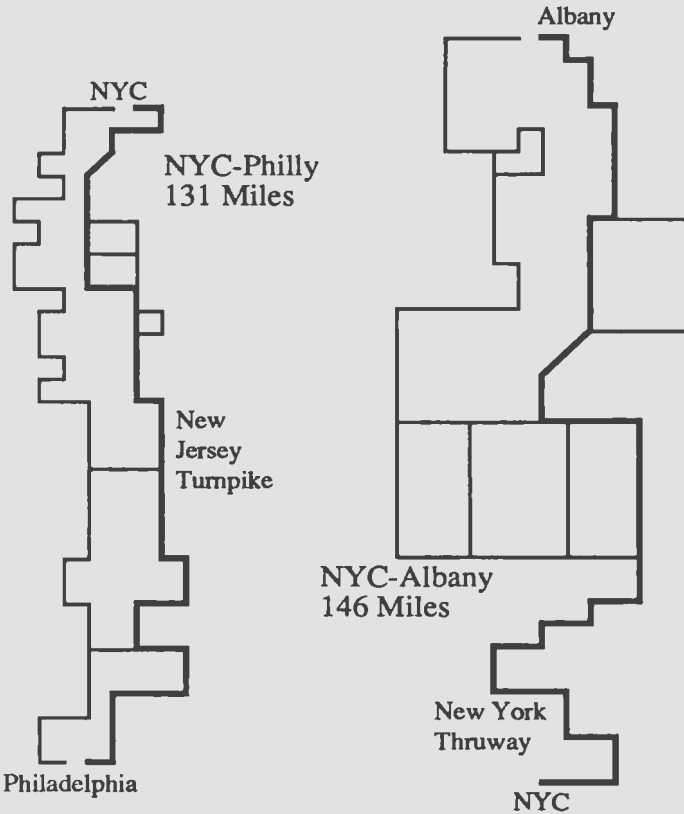 Albany
NYC
NYC-Philly
131 Miles
New
Jersey
Turnpike
NYC-Albany
146 Miles
New York
Thruway
Philadelphia
NYC